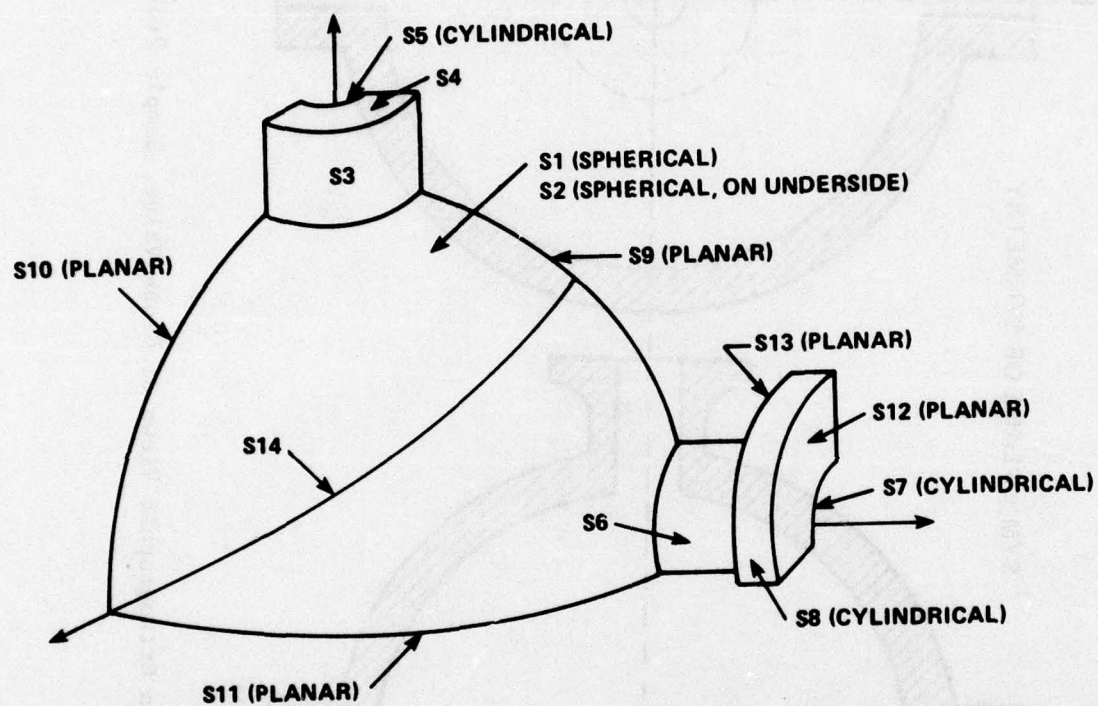 S5 (CYLINDRICAL)
S4
S3
S1 (SPHERICAL)
S2 (SPHERICAL, ON UNDERSIDE)
S9 (PLANAR)
S10 (PLANAR)
S13 (PLANAR)
S12 (PLANAR)
S14
S7 (CYLINDRICAL)
S6
S8 (CYLINDRICAL)
S11 (PLANAR)